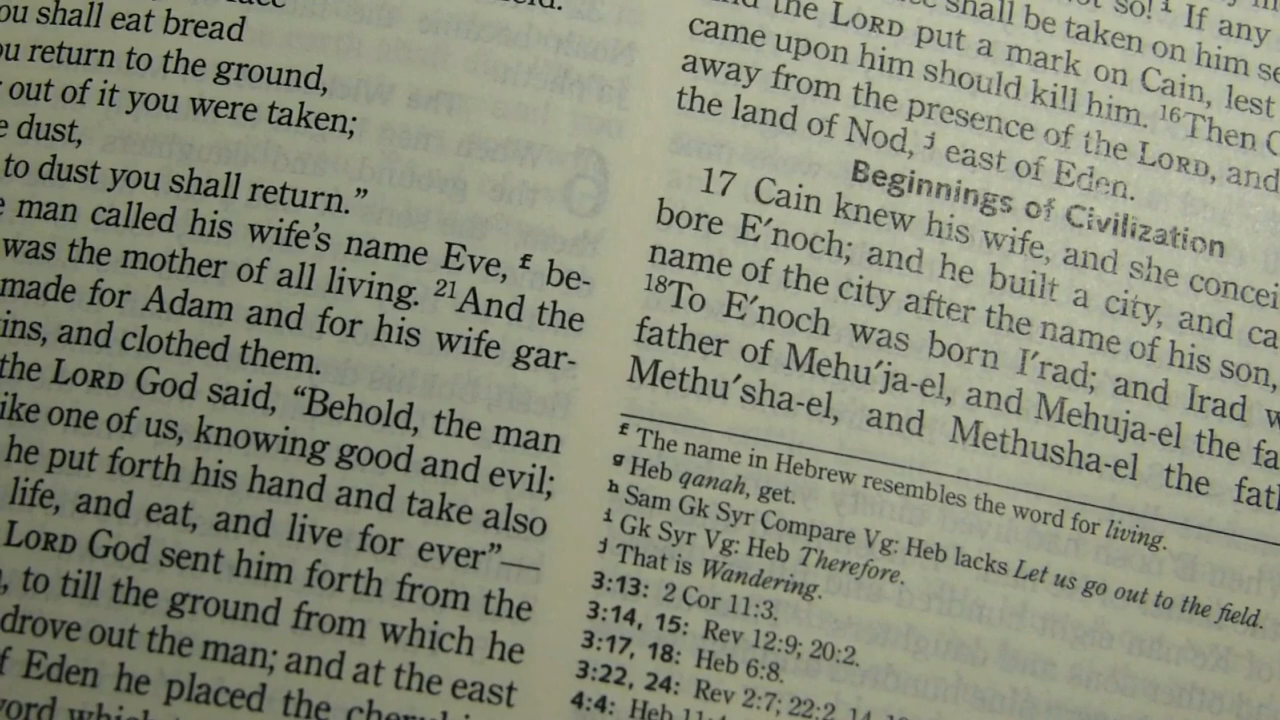 shall eat bread
return to the ground,
out of it you were taken;
dust,
to dust you shall return.”
man called his wife’s name Eve, f be-
was the mother of all living. 21And the
made for Adam and for his wife gar-
ins, and clothed them.
the LORD God said, “Behold, the man
ike one of us, knowing good and evil;
he put forth his hand and take also
life, and eat, and live for ever”—
LORD God sent him forth from the
to till the ground from which he
drove out the man; and at the east
f Eden he placed the
so! i If any
shall be taken on him
the LORD put a mark on Cain, lest
came upon him should kill him. 16Then
away from the presence of the LORD, and
the land of Nod, j east of Eden.
Beginnings of Civilization
17 Cain knew his wife, and she concei
bore E′noch; and he built a city, and ca
name of the city after the name of his son,
18To E′noch was born I′rad; and Irad w
father of Mehu′ja-el, and Mehuja-el the fa
Methu′sha-el, and Methusha-el the fat
f The name in Hebrew resembles the word for living.
g Heb qanah, get.
h Sam Gk Syr Compare Vg: Heb lacks Let us go out to the field.
i Gk Syr Vg: Heb Therefore.
j That is Wandering.
3:13: 2 Cor 11:3.
3:14, 15: Rev 12:9; 20:2.
3:17, 18: Heb 6:8.
3:22, 24: Rev 2:7; 22:2
4:4: Heb